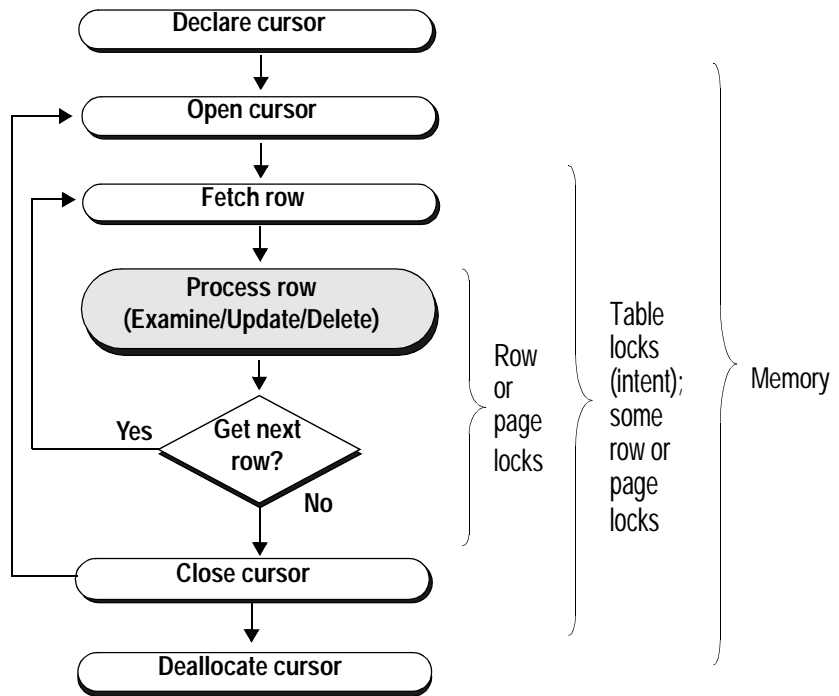 Declare cursor
Open cursor
Fetch row
Process row
(Examine/Update/Delete)
Yes
Get next
row?
No
Close cursor
Deallocate cursor
Row
or
page
locks
Table
locks
(intent);
some
row or
page
locks
Memory